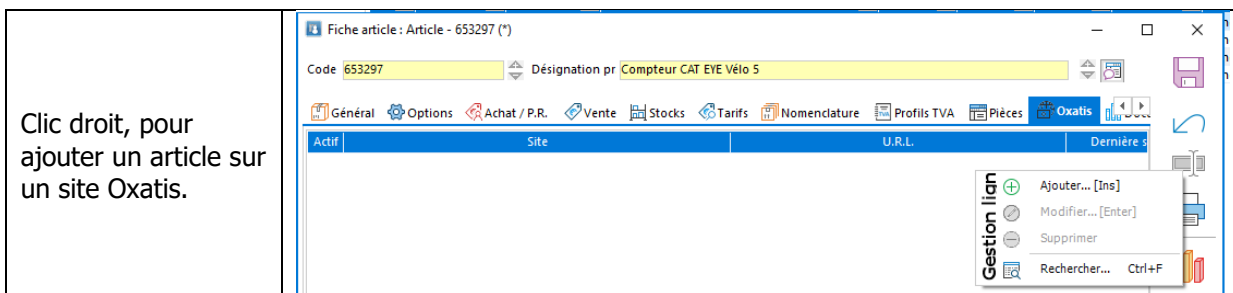 Clic droit, pour
ajouter un article sur
un site Oxatis.
Fiche article : Article - 653297 (*)
Code 653297 Désignation pr Compteur CAT EYE Vélo 5
Général Options Achat / P.R. Vente Stocks Tarifs Nomenclature Profils TVA Pièces Oxatis
Actif Site U.R.L. Dernière s
Gestion lign
Ajouter... [Ins]
Modifier... [Enter]
Supprimer
Rechercher... Ctrl+F